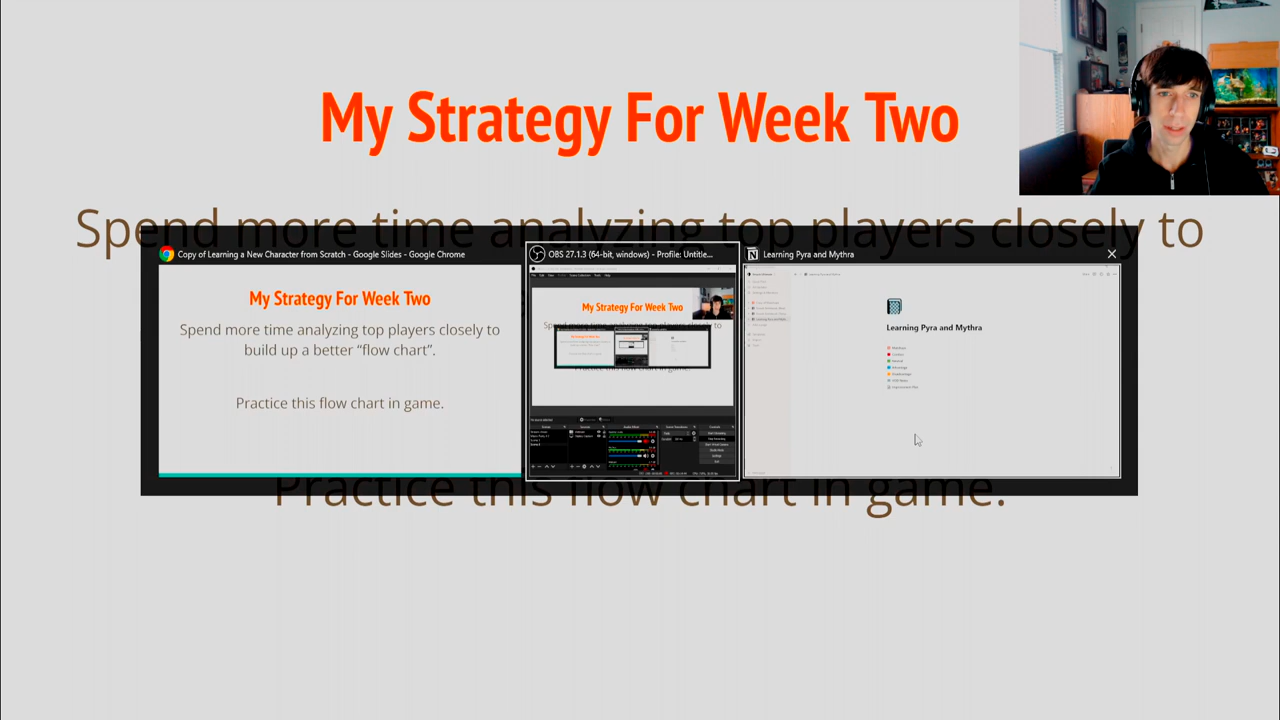 My Strategy For Week Two
Spend more time analyzing top players closely to
Copy of Learning a New Character from Scratch - Google Slides - Google Chrome
My Strategy For Week Two
Spend more time analyzing top players closely to
build up a better “flow chart”.
Practice this flow chart in game.
OBS 27.1.3 (64-bit, windows) - Profile: Untitle...
My Strategy For Week Two
Learning Pyra and Mythra
Learning Pyra and Mythra
Practice this flow chart in game.